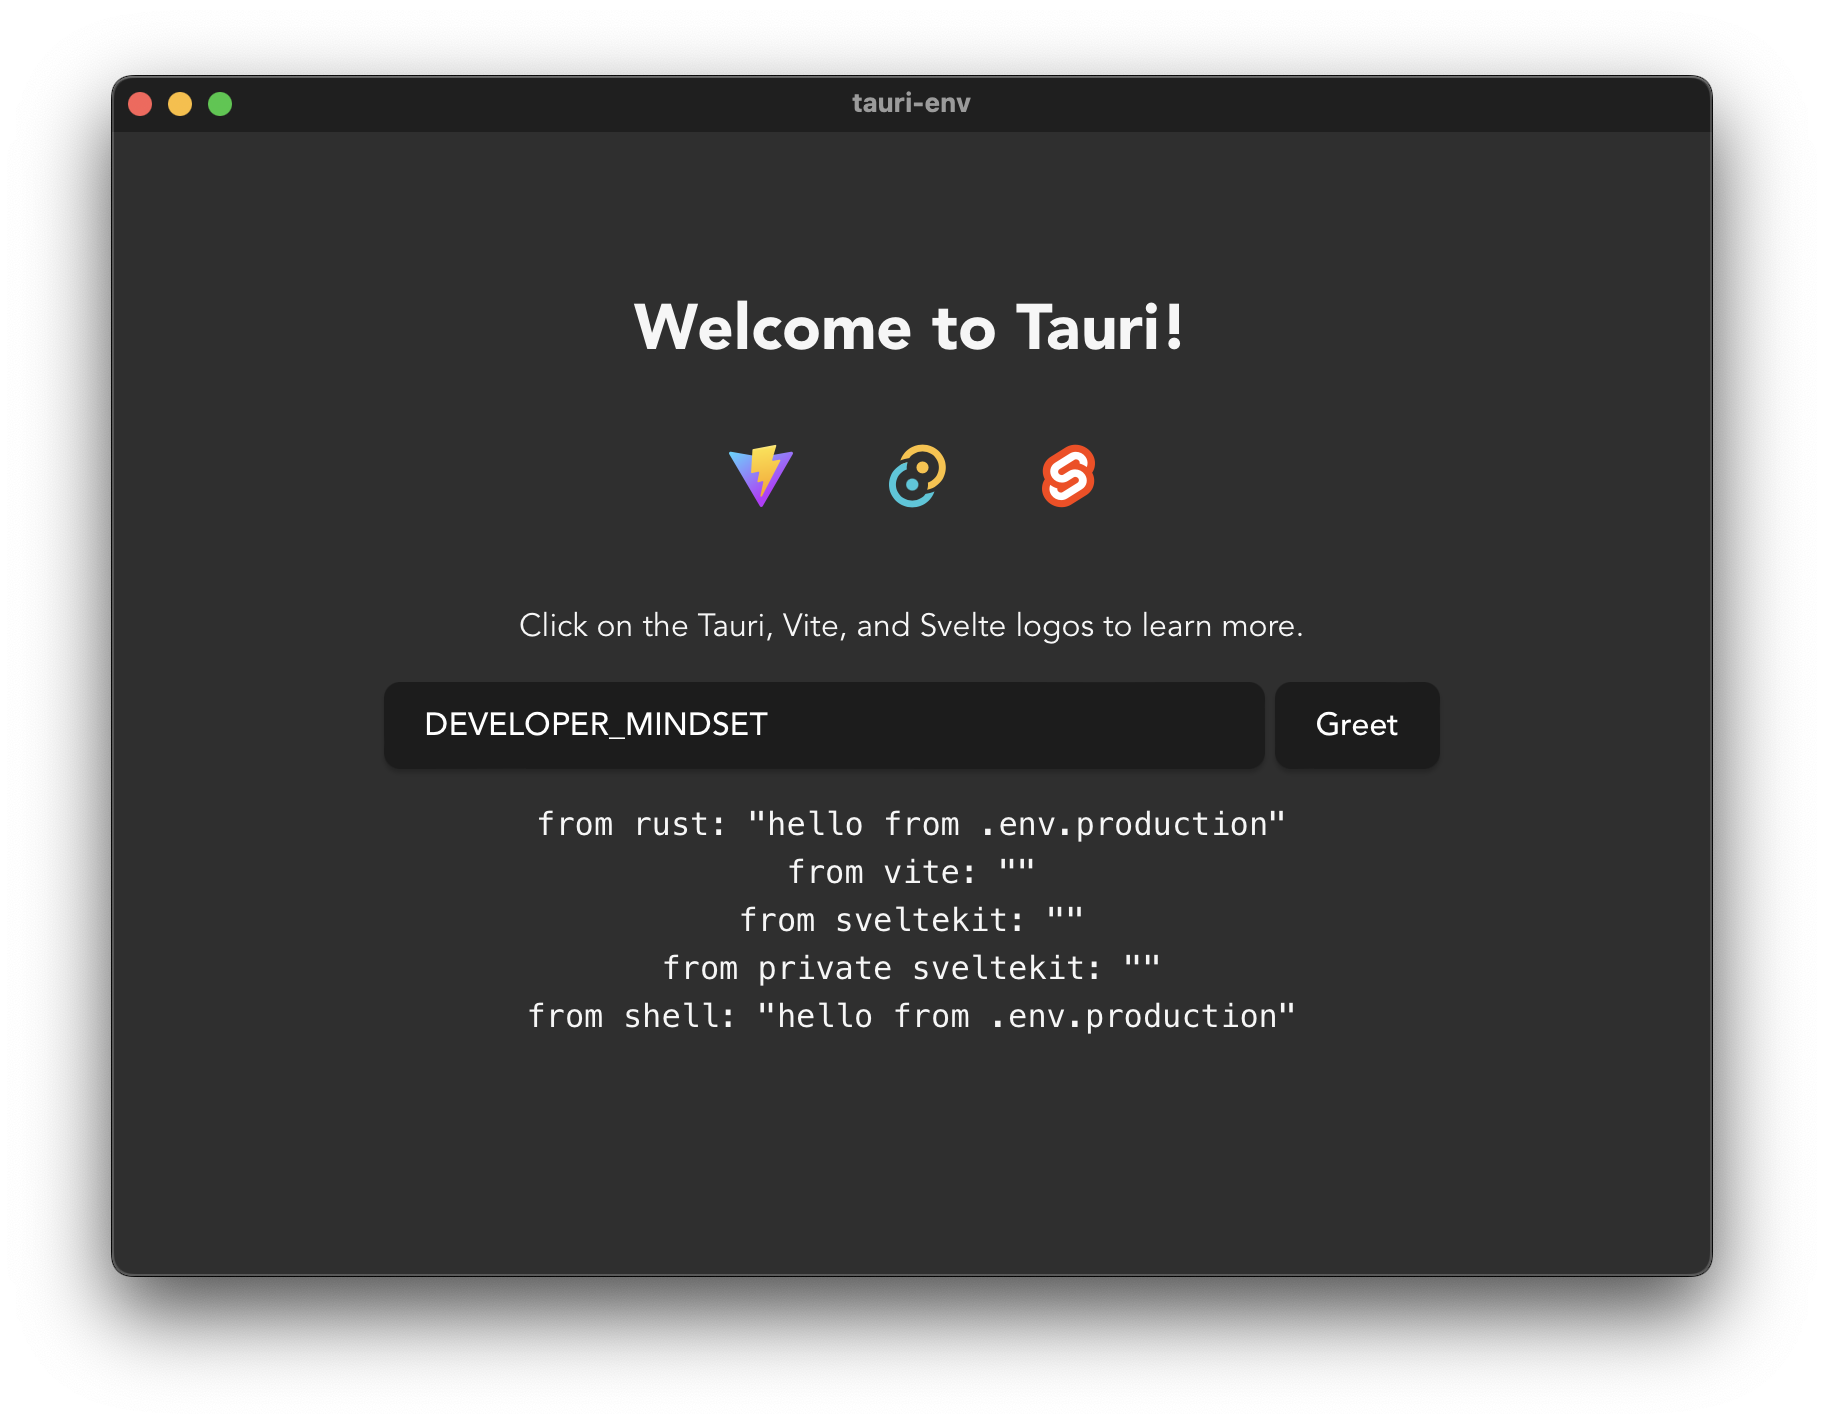 tauri-env
Welcome to Tauri!
Click on the Tauri, Vite, and Svelte logos to learn more.
DEVELOPER_MINDSET
Greet
from rust: "hello from .env.production"
from vite: ""
from sveltekit: ""
from private sveltekit: ""
from shell: "hello from .env.production"